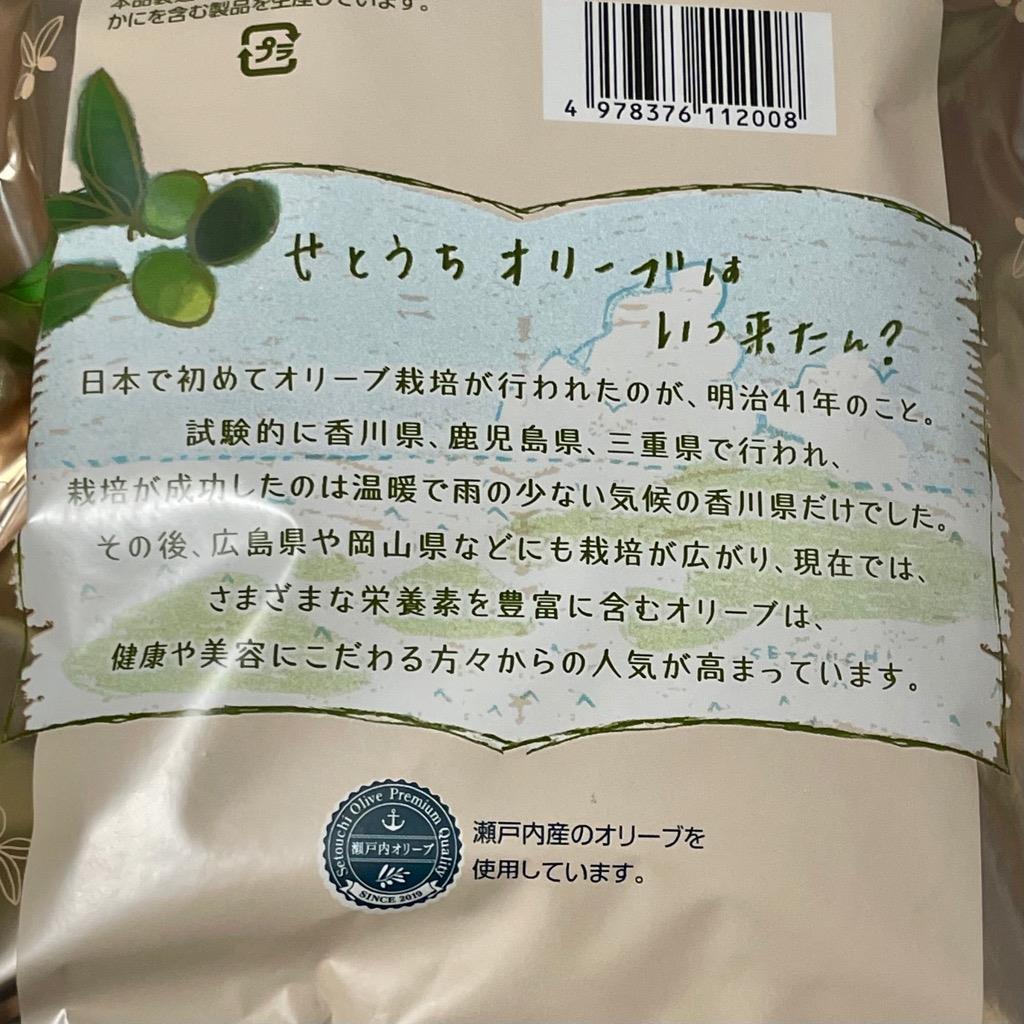 かにを含む製品を生産しています。
プラ
4 978376 112008
せとうちオリーブは
いつ来たん?
日本で初めてオリーブ栽培が行われたのが、明治41年のこと。
試験的に香川県、鹿児島県、三重県で行われ、
栽培が成功したのは温暖で雨の少ない気候の香川県だけでした。
その後、広島県や岡山県などにも栽培が広がり、現在では、
さまざまな栄養素を豊富に含むオリーブは、
健康や美容にこだわる方々からの人気が高まっています。
SETOUCHI
Setouchi Olive Premium Quality
瀬戸内オリーブ
SINCE 2019
瀬戸内産のオリーブを
使用しています。